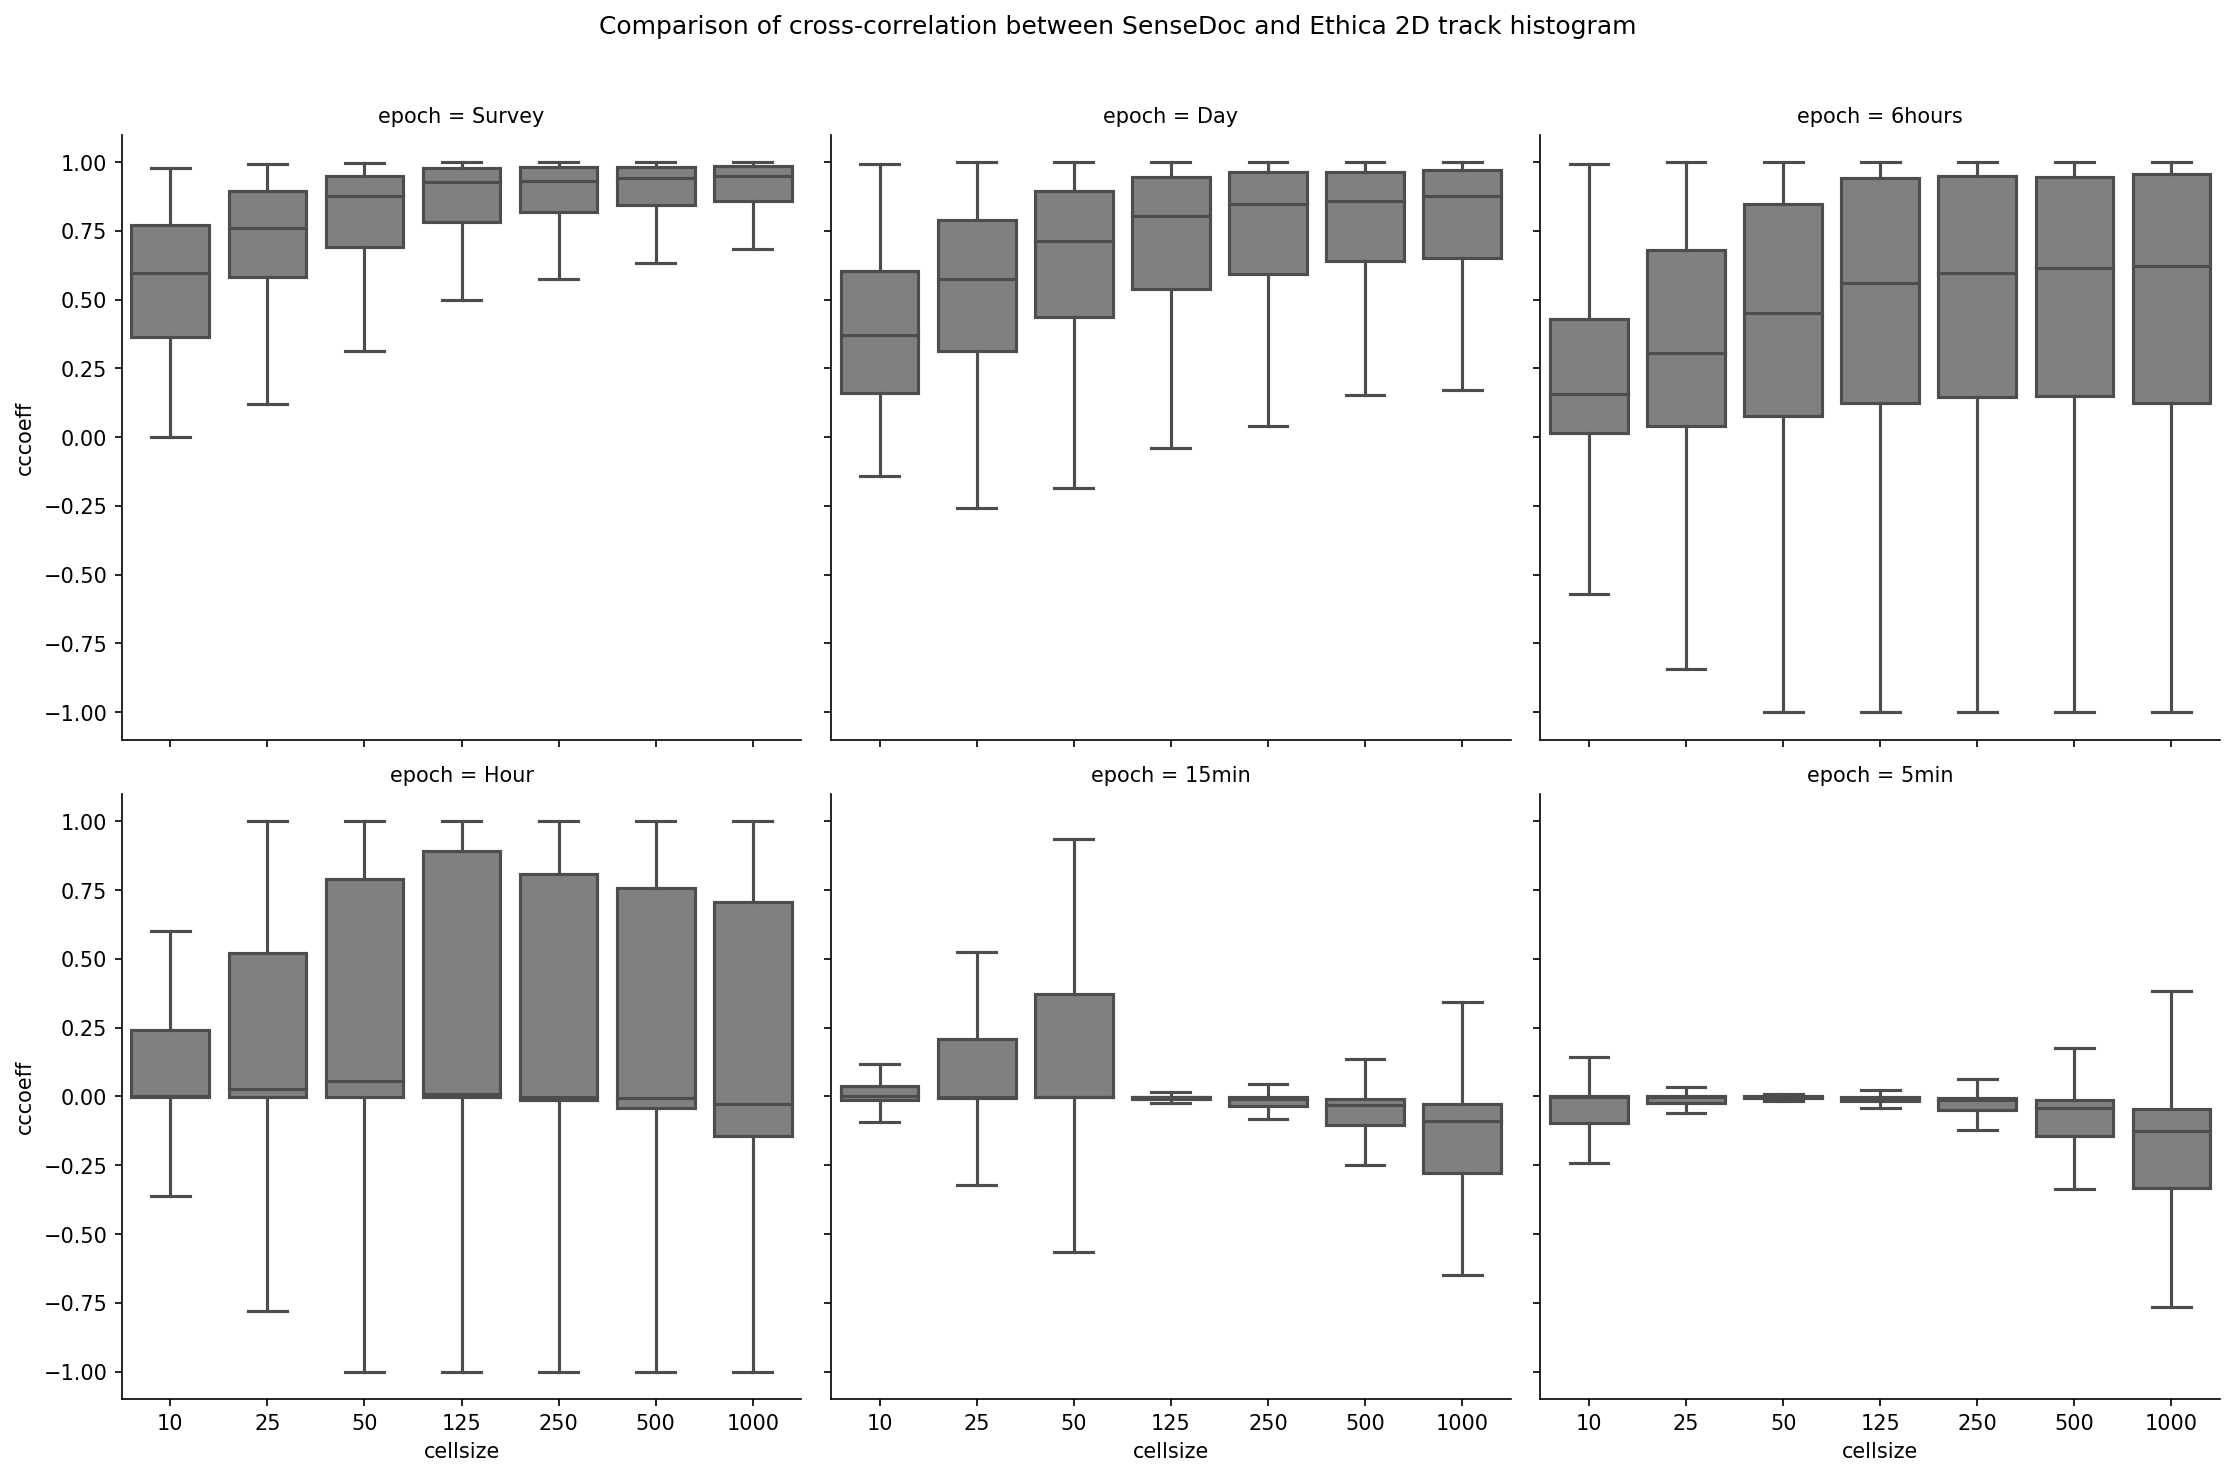 Comparison of cross-correlation between SenseDoc and Ethica 2D track histogram
epoch = Survey
epoch = Day
epoch = 6hours
1.00
0.75
0.50
0.25
0.00
−0.25
−0.50
−0.75
−1.00
cccoeff
epoch = Hour
epoch = 15min
epoch = 5min
1.00
0.75
0.50
0.25
0.00
−0.25
−0.50
−0.75
−1.00
cccoeff
10 25 50 125 250 500 1000
cellsize
10 25 50 125 250 500 1000
cellsize
10 25 50 125 250 500 1000
cellsize